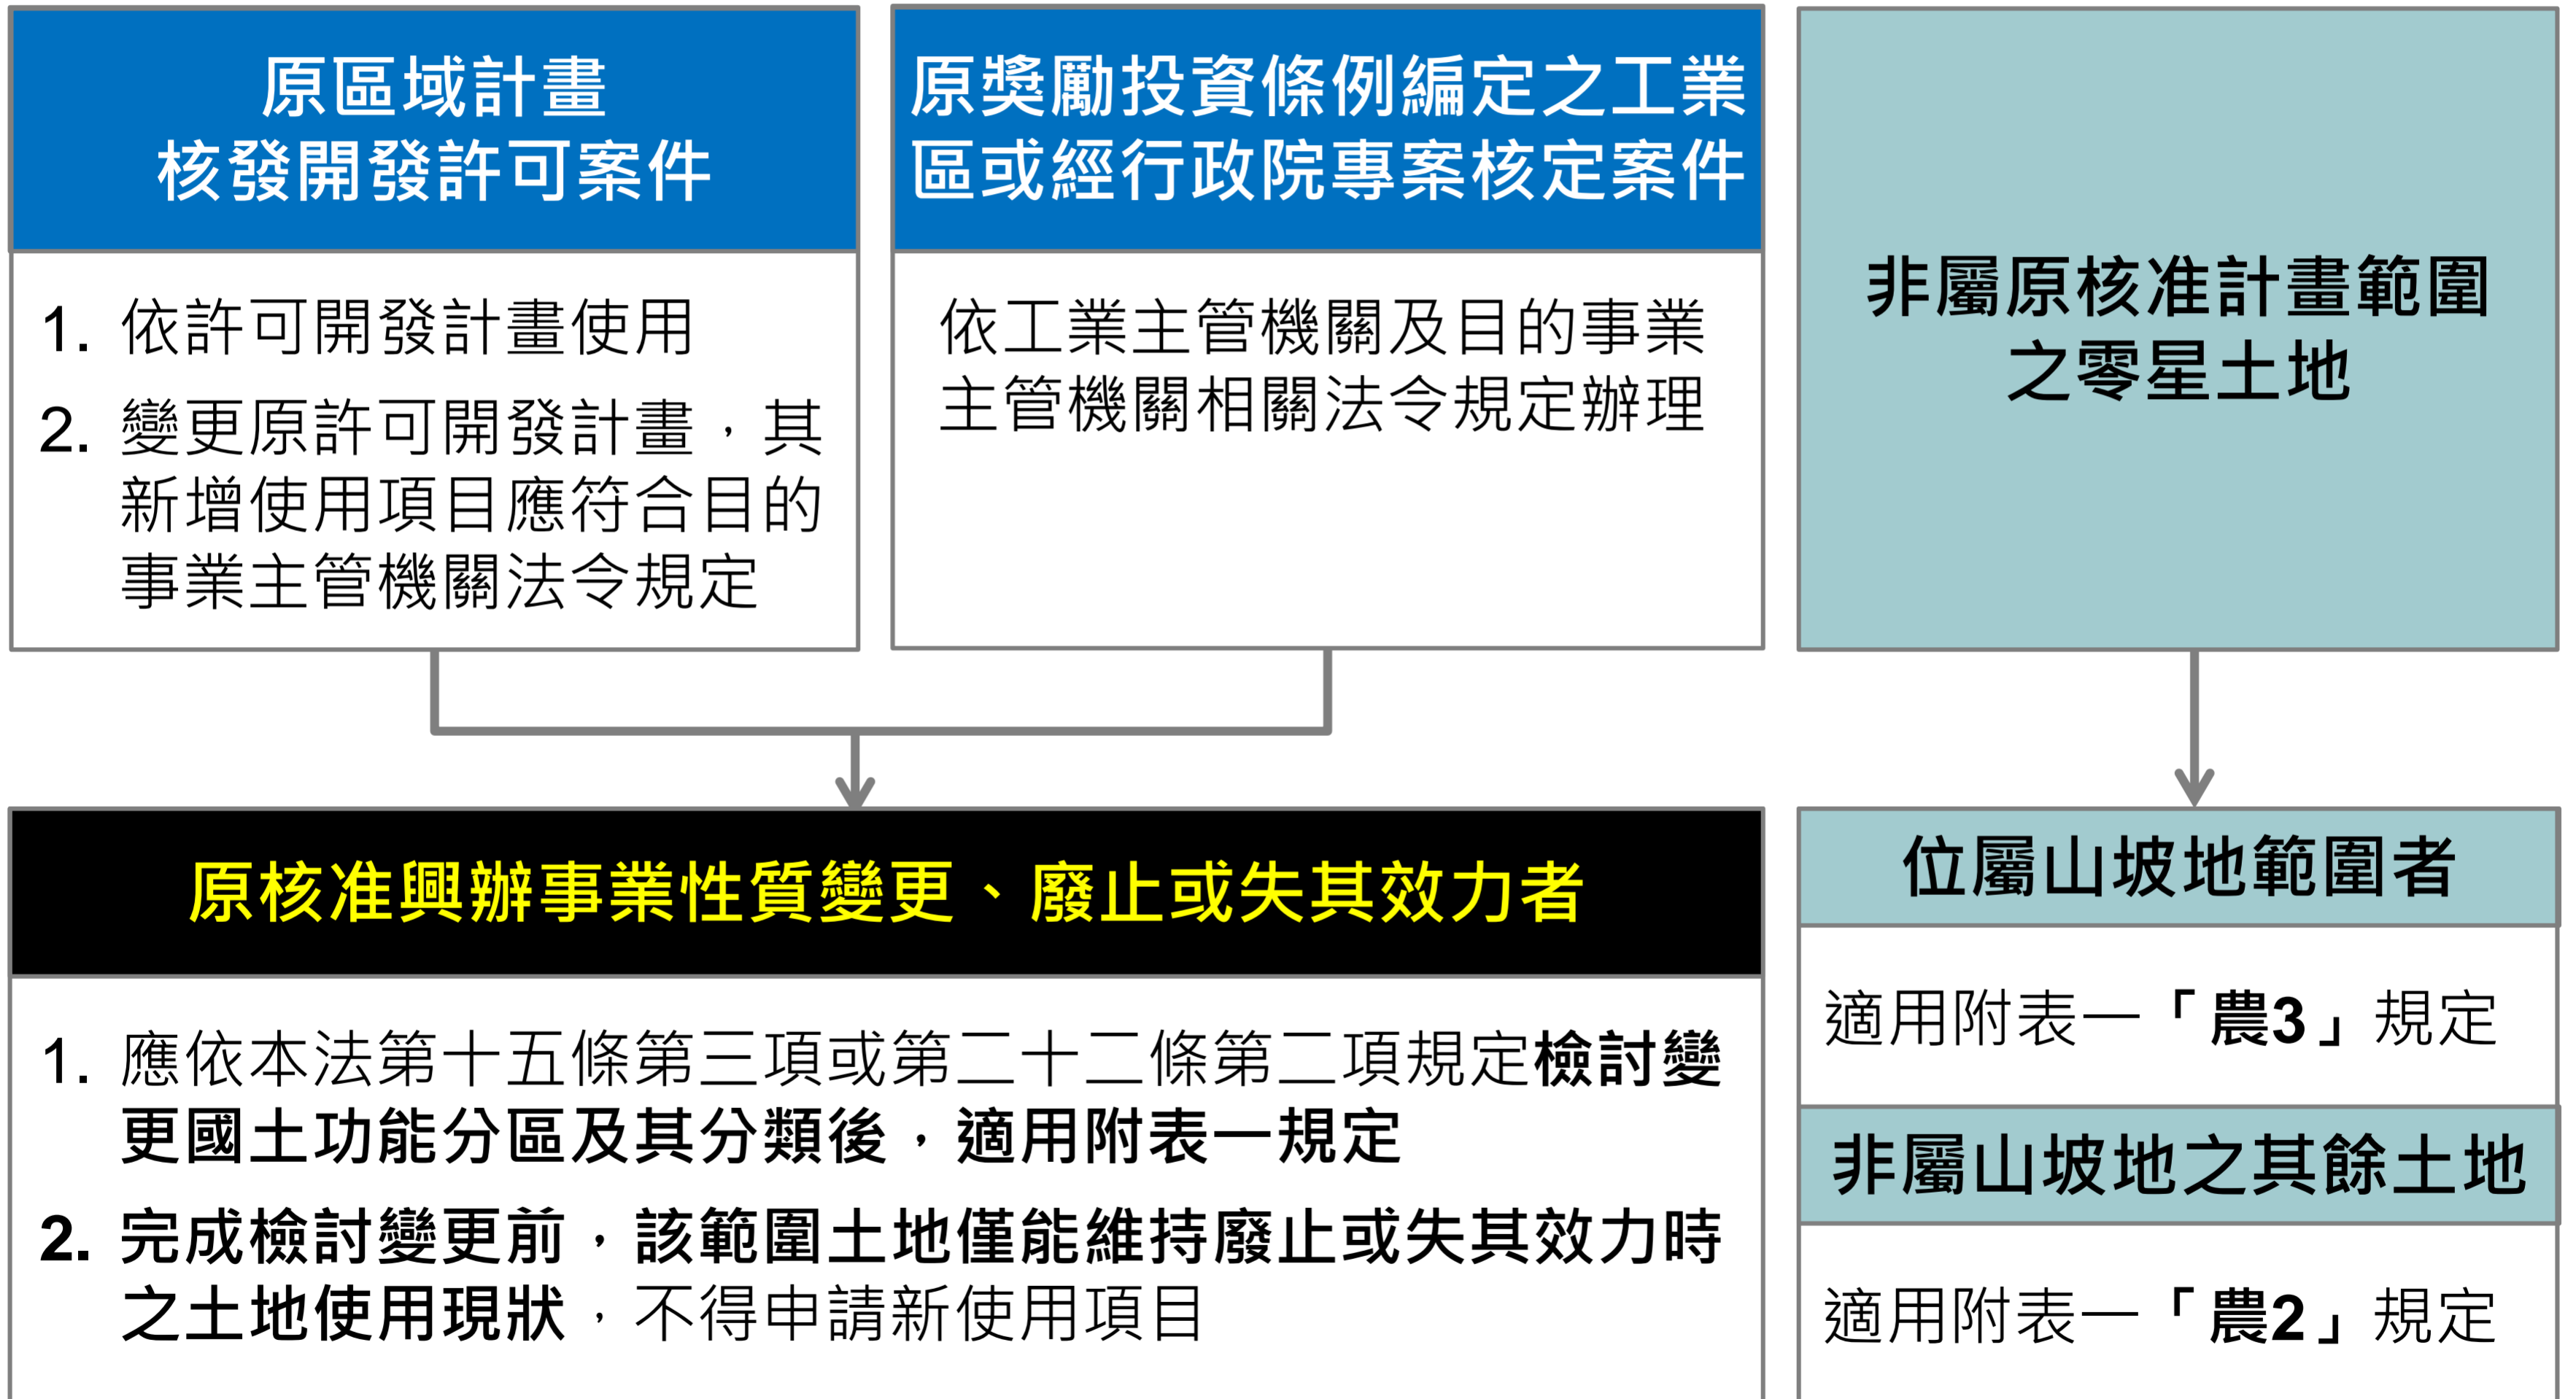 原區域計畫
核發開發許可案件
1. 依許可開發計畫使用
2. 變更原許可開發計畫，其
新增使用項目應符合目的
事業主管機關法令規定
原獎勵投資條例編定之工業
區或經行政院專案核定案件
依工業主管機關及目的事業
主管機關相關法令規定辦理
非屬原核准計畫範圍
之零星土地
原核准興辦事業性質變更、廢止或失其效力者
1. 應依本法第十五條第三項或第二十二條第二項規定檢討變
更國土功能分區及其分類後，適用附表一規定
2. 完成檢討變更前，該範圍土地僅能維持廢止或失其效力時
之土地使用現狀，不得申請新使用項目
位屬山坡地範圍者
適用附表一「農3」規定
非屬山坡地之其餘土地
適用附表一「農2」規定